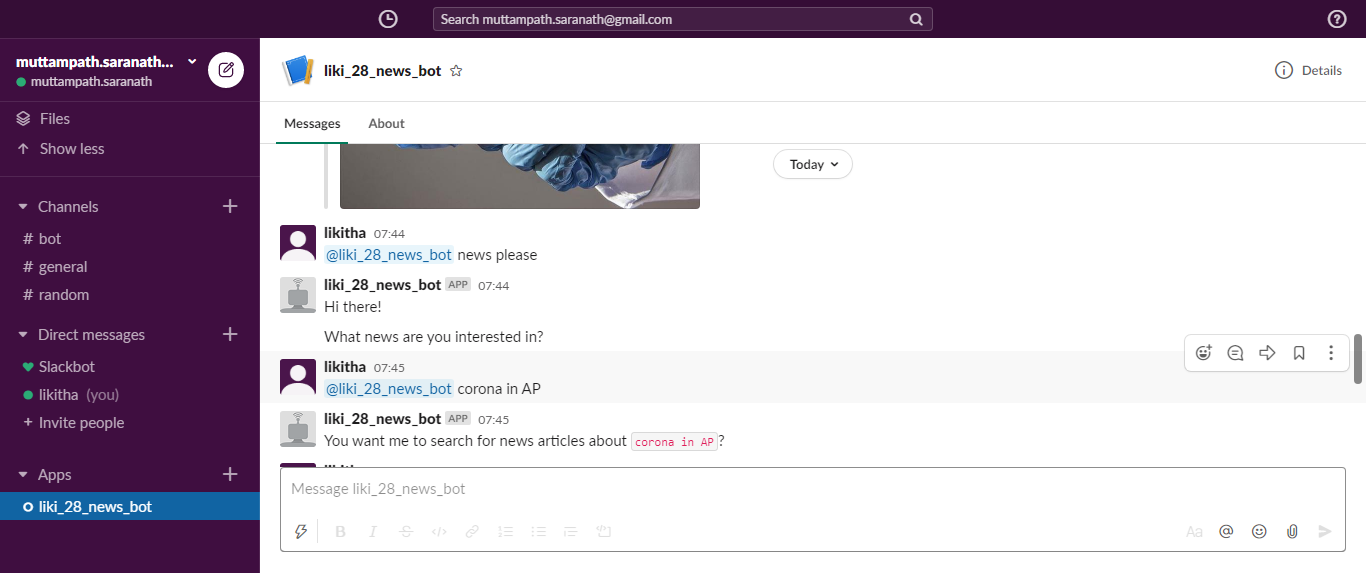 Search muttampath.saranath@gmail.com
muttampath.saranath...
muttampath.saranath
Files
Show less
Channels
# bot
# general
# random
Direct messages
Slackbot
likitha (you)
+ Invite people
Apps
liki_28_news_bot
liki_28_news_bot
Details
Messages About
Today
likitha 07:44
@liki_28_news_bot news please
liki_28_news_bot APP 07:44
Hi there!
What news are you interested in?
likitha 07:45
@liki_28_news_bot corona in AP
liki_28_news_bot APP 07:45
You want me to search for news articles about corona in AP?
Message liki_28_news_bot
B I S </> Aa @